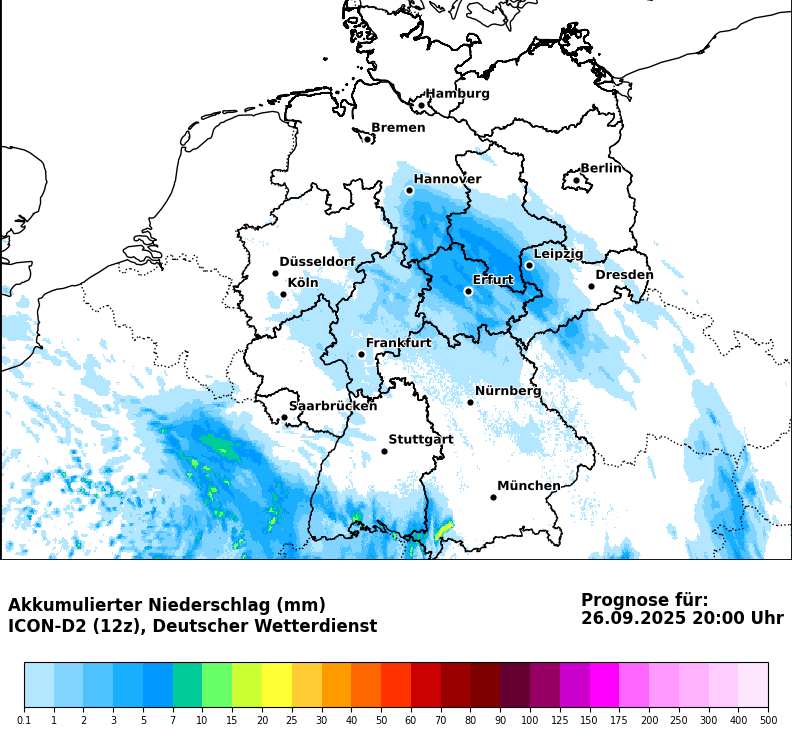 Hamburg
Bremen
Berlin
Hannover
Düsseldorf
Leipzig
Köln
Erfurt
Dresden
Frankfurt
Nürnberg
Saarbrücken
Stuttgart
München
Akkumulierter Niederschlag (mm)
ICON-D2 (12z), Deutscher Wetterdienst
Prognose für:
26.09.2025 20:00 Uhr
0.1 1 2 3 5 7 10 15 20 25 30 40 50 60 70 80 90 100 125 150 175 200 250 300 400 500